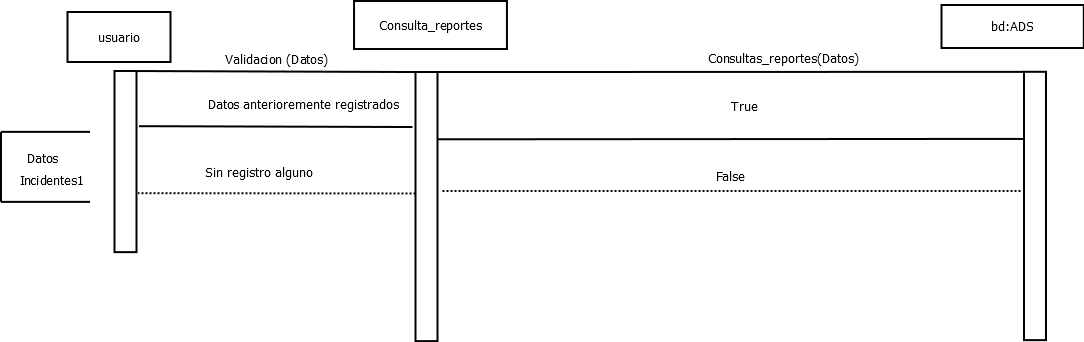 usuario
Consulta_reportes
bd:ADS
Validacion (Datos)
Consultas_reportes(Datos)
Datos anterioremente registrados
True
Datos
Incidentes1
Sin registro alguno
False